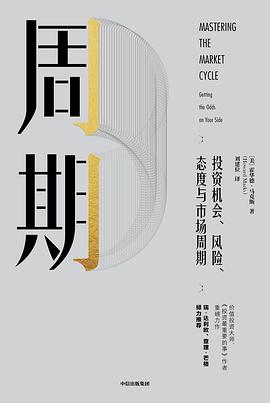 周期
MASTERING
THE
MARKET
CYCLE
Getting
the Odds
on Your Side
投资机会、风险、
态度与市场周期
[美] 霍华德·马克斯 著
(Howard Marks)
刘建位 译
价值投资大师、
《投资最重要的事》作者
重磅力作
瑞·达利欧、查理·芒格
倾力推荐
中信出版集团